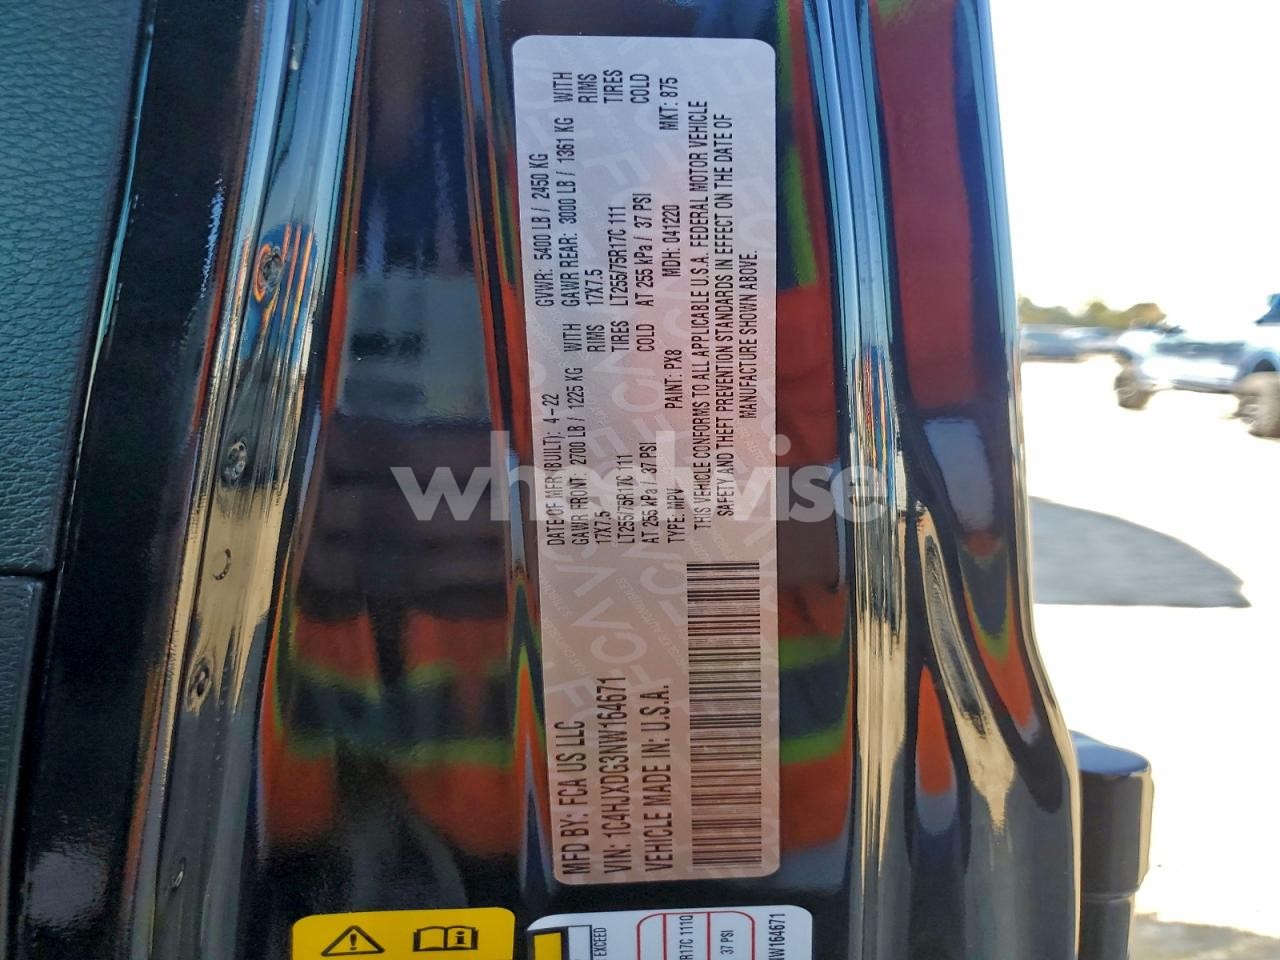 MFD BY: FCA US LLC
DATE OF MFR (BUILT): 4-22
GVWR: 5400 LB / 2450 KG
GAWR FRONT: 2700 LB / 1225 KG WITH
GAWR REAR: 3000 LB / 1361 KG WITH
17X7.5 RIMS
17X7.5 RIMS
LT255/75R17C 111 TIRES
LT255/75R17C 111 TIRES
AT 255 kPa / 37 PSI COLD
AT 255 kPa / 37 PSI COLD
VIN: 1C4HJXDG3NW164671
TYPE: MPV
PAINT: PX8
MDH: 041220
MKT: 875
VEHICLE MADE IN: U.S.A.
THIS VEHICLE CONFORMS TO ALL APPLICABLE U.S.A. FEDERAL MOTOR VEHICLE
SAFETY AND THEFT PREVENTION STANDARDS IN EFFECT ON THE DATE OF
MANUFACTURE SHOWN ABOVE.
wheelwise
EXCEED
R17C 111Q
37 PSI
W164671